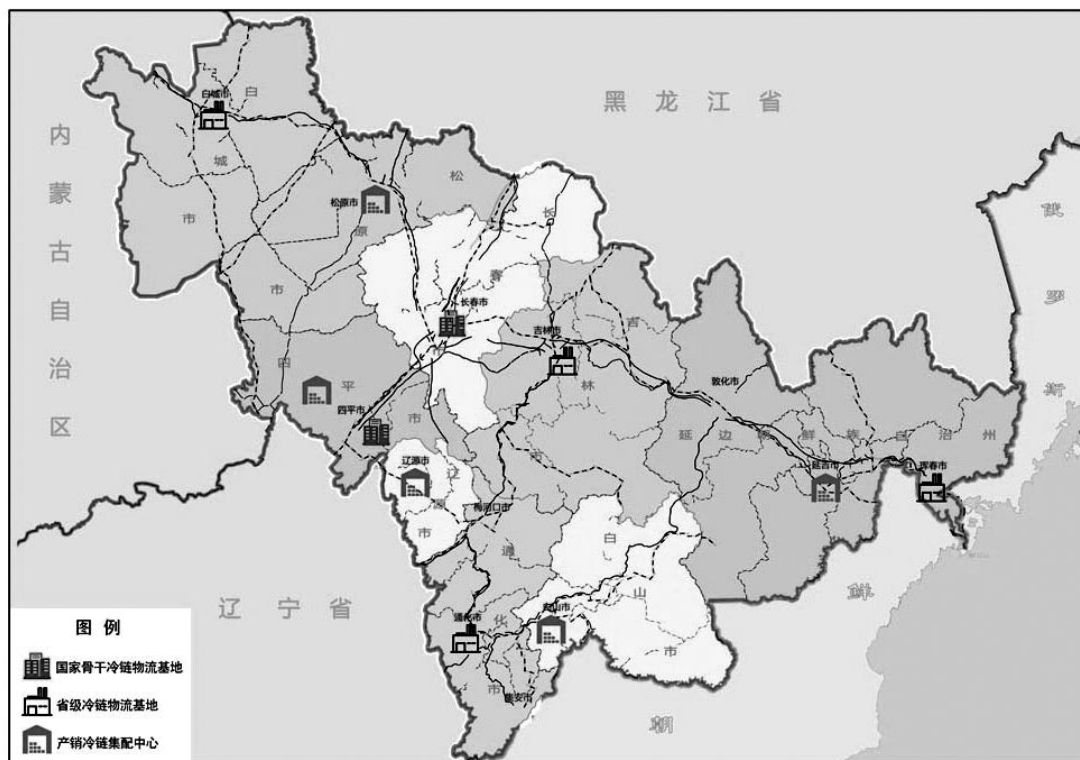 黑龙江省
内蒙古自治区
俄罗斯
白城市
白
城
市
松原市
松
原
市
长
春
市
长春市
吉林市
吉
林
市
四
平
市
四平市
辽源市
辽
源
市
梅河口市
敦化市
延边朝鲜族自治州
延吉市
珲春市
通
化
市
通化市
白
山
市
白山市
集安市
辽宁省
朝
鲜
图例
国家骨干冷链物流基地
省级冷链物流基地
产销冷链集配中心